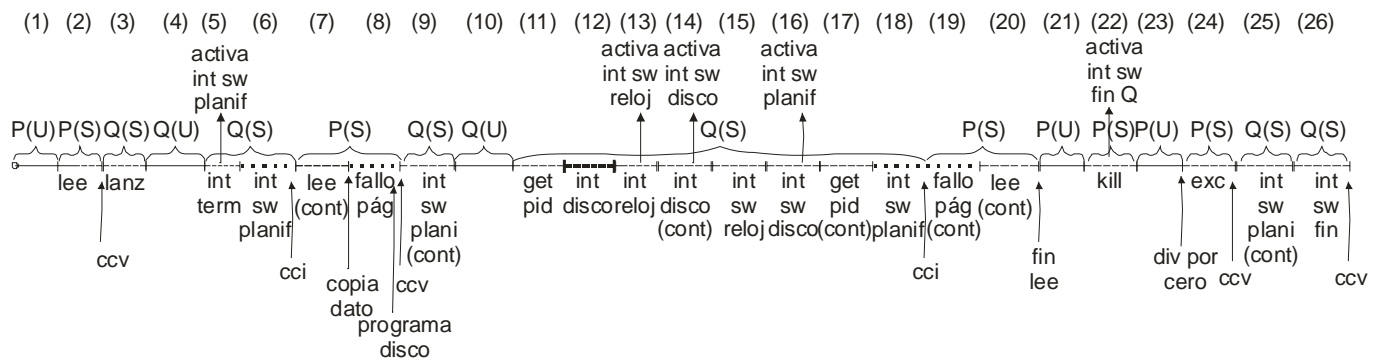 (1) (2) (3) (4) (5) (6) (7) (8) (9) (10) (11) (12) (13) (14) (15) (16) (17) (18) (19) (20) (21) (22) (23) (24) (25) (26)
activa activa activa activa activa
int sw int sw int sw int sw int sw
planif reloj disco planif fin Q
P(U) P(S) Q(S) Q(U) Q(S) P(S) Q(S) Q(U) Q(S) P(S) P(U) P(S) P(U) P(S) Q(S) Q(S)
lee lanz int int lee fallo int get int int int int int get int fallo lee kill exc int int
term sw (cont) pág sw pid disco reloj disco sw sw pid sw pág (cont) sw sw
planif plani (cont) reloj disco (cont) planif (cont) plani fin
(cont) (cont)
ccv cci copia ccv cci fin div por ccv ccv
dato lee cero
programa
disco